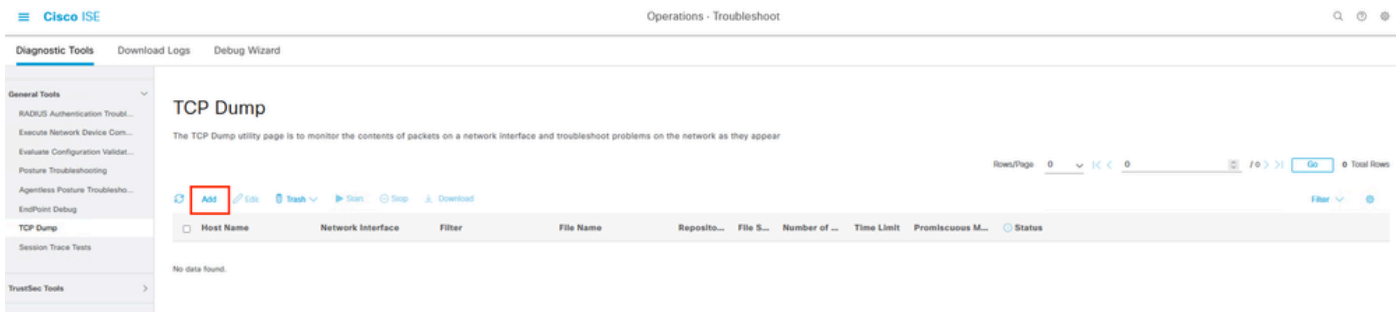 Cisco ISE
Operations - Troubleshoot
Diagnostic Tools Download Logs Debug Wizard
General Tools
RADIUS Authentication Troubl...
Execute Network Device Com...
Evaluate Configuration Validat...
Posture Troubleshooting
Agentless Posture Troublesho...
EndPoint Debug
TCP Dump
Session Trace Tests
TrustSec Tools
TCP Dump
The TCP Dump utility page is to monitor the contents of packets on a network interface and troubleshoot problems on the network as they appear
Rows/Page 0 0 / 0 Go 0 Total Rows
Add Edit Trash Start Stop Download Filter
Host Name Network Interface Filter File Name Reposito... File S... Number of ... Time Limit Promiscuous M... Status
No data found.